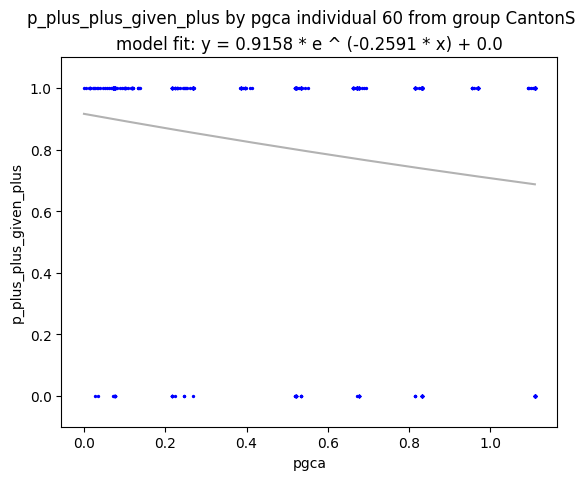 p_plus_plus_given_plus by pgca individual 60 from group CantonS
model fit: y = 0.9158 * e ^ (-0.2591 * x) + 0.0
1.0
0.8
0.6
0.4
0.2
0.0
p_plus_plus_given_plus
0.0 0.2 0.4 0.6 0.8 1.0
pgca